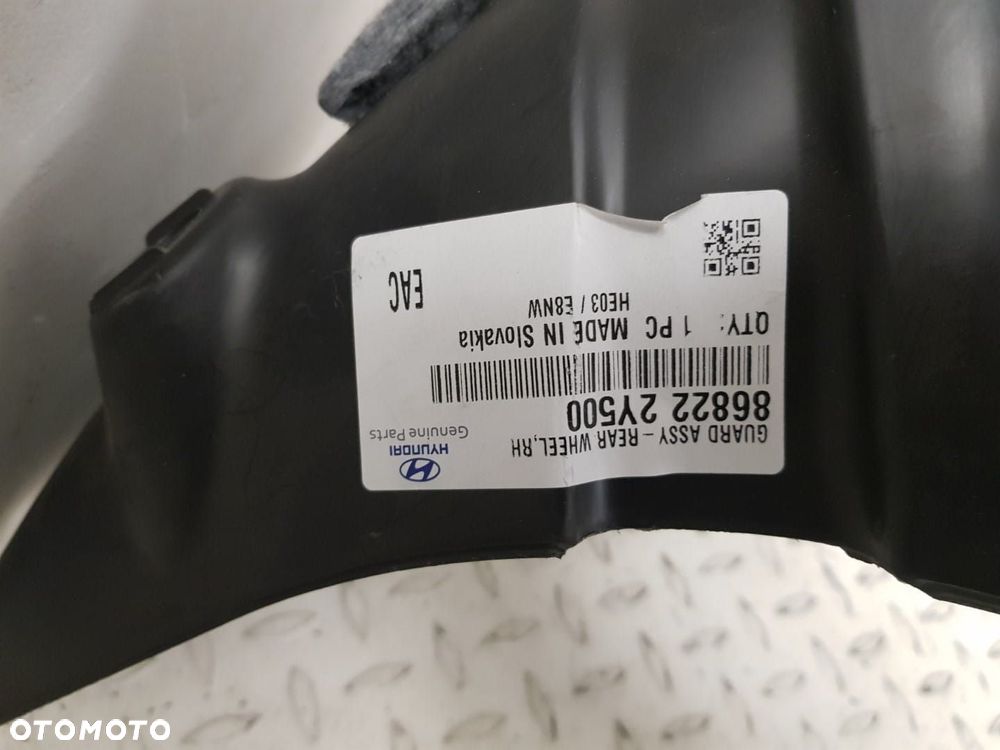 GUARD ASSY - REAR WHEEL,RH
86822 2Y500
HYUNDAI
Genuine Parts
QTY: 1 PC MADE IN Slovakia
HE03 / E8NW
EAC
OTOMOTO